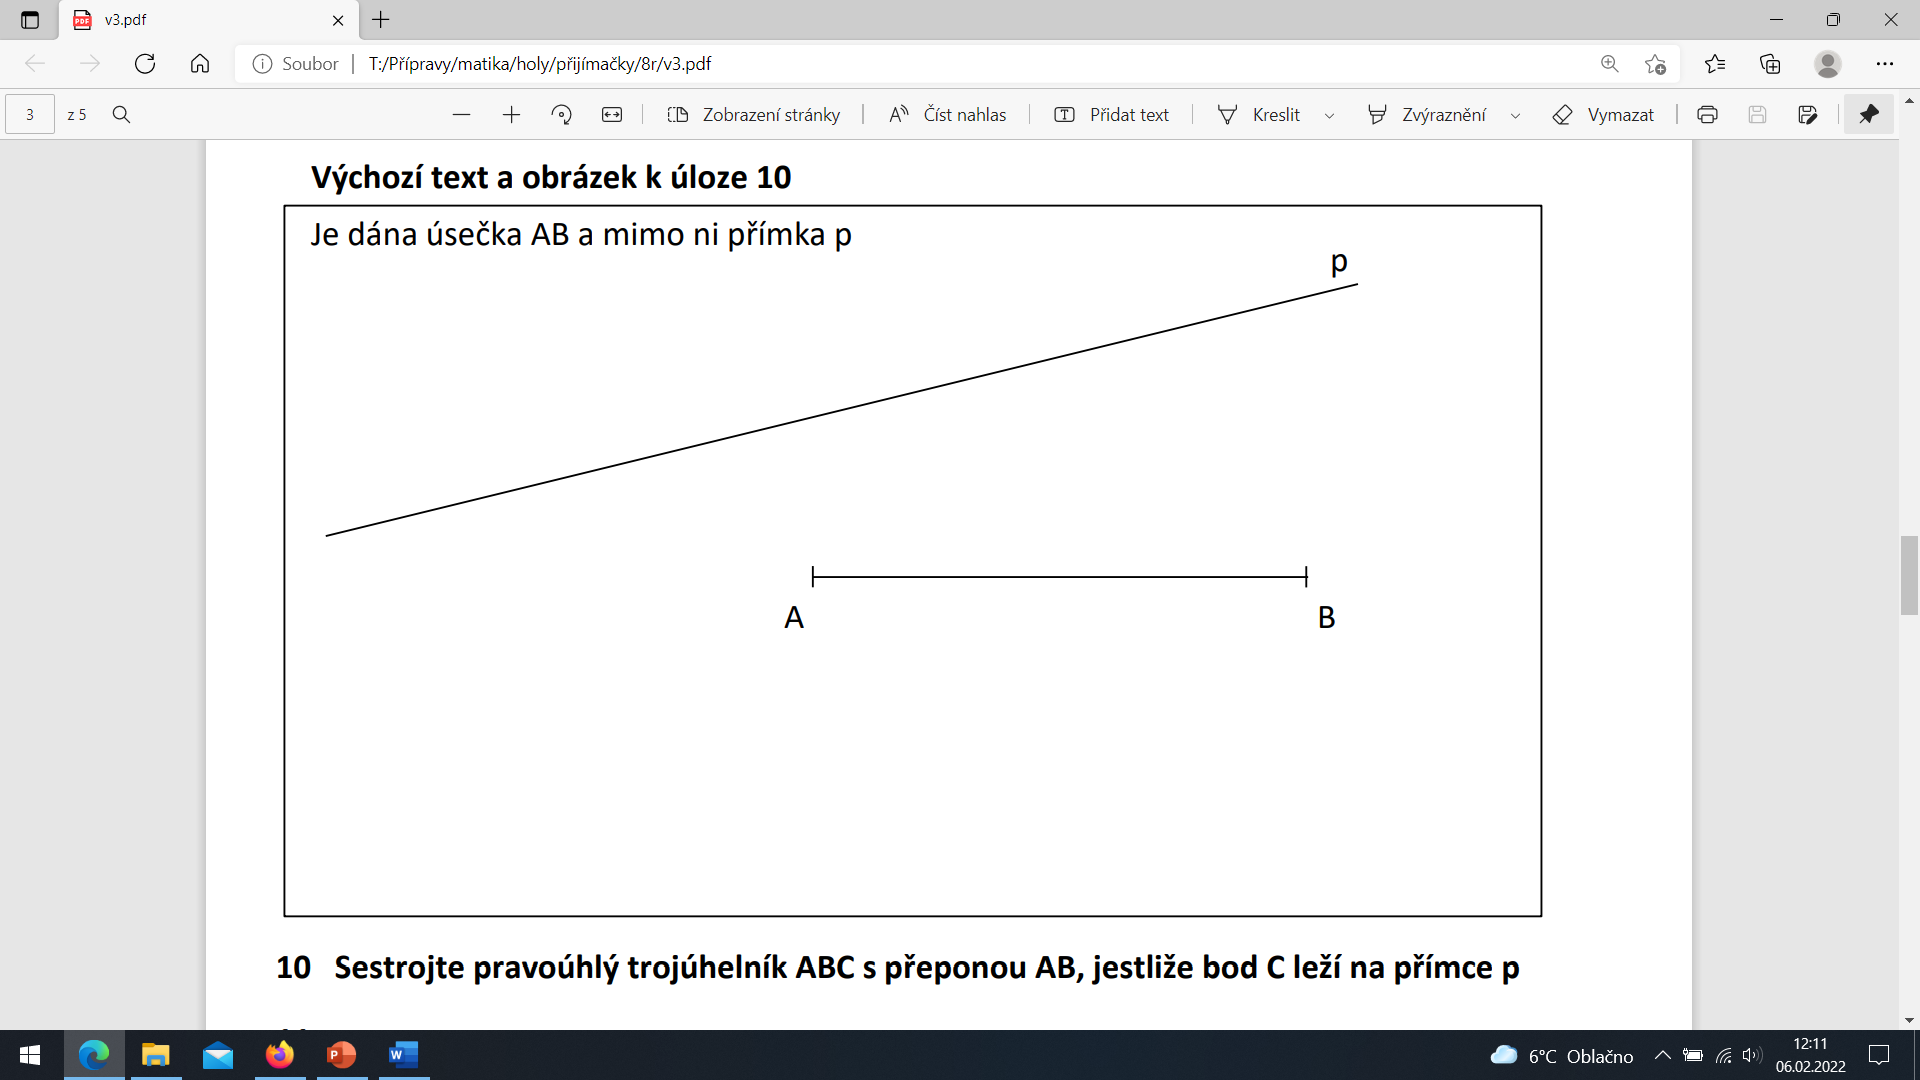 v3.pdf
Soubor
T:/Přípravy/matika/holy/přijímačky/8r/v3.pdf
3
z 5
Zobrazení stránky
Číst nahlas
Přidat text
Kreslit
Zvýraznění
Vymazat
Výchozí text a obrázek k úloze 10
Je dána úsečka AB a mimo ni přímka p
p
A
B
10 Sestrojte pravoúhlý trojúhelník ABC s přeponou AB, jestliže bod C leží na přímce p
6°C Oblačno
12:11
06.02.2022